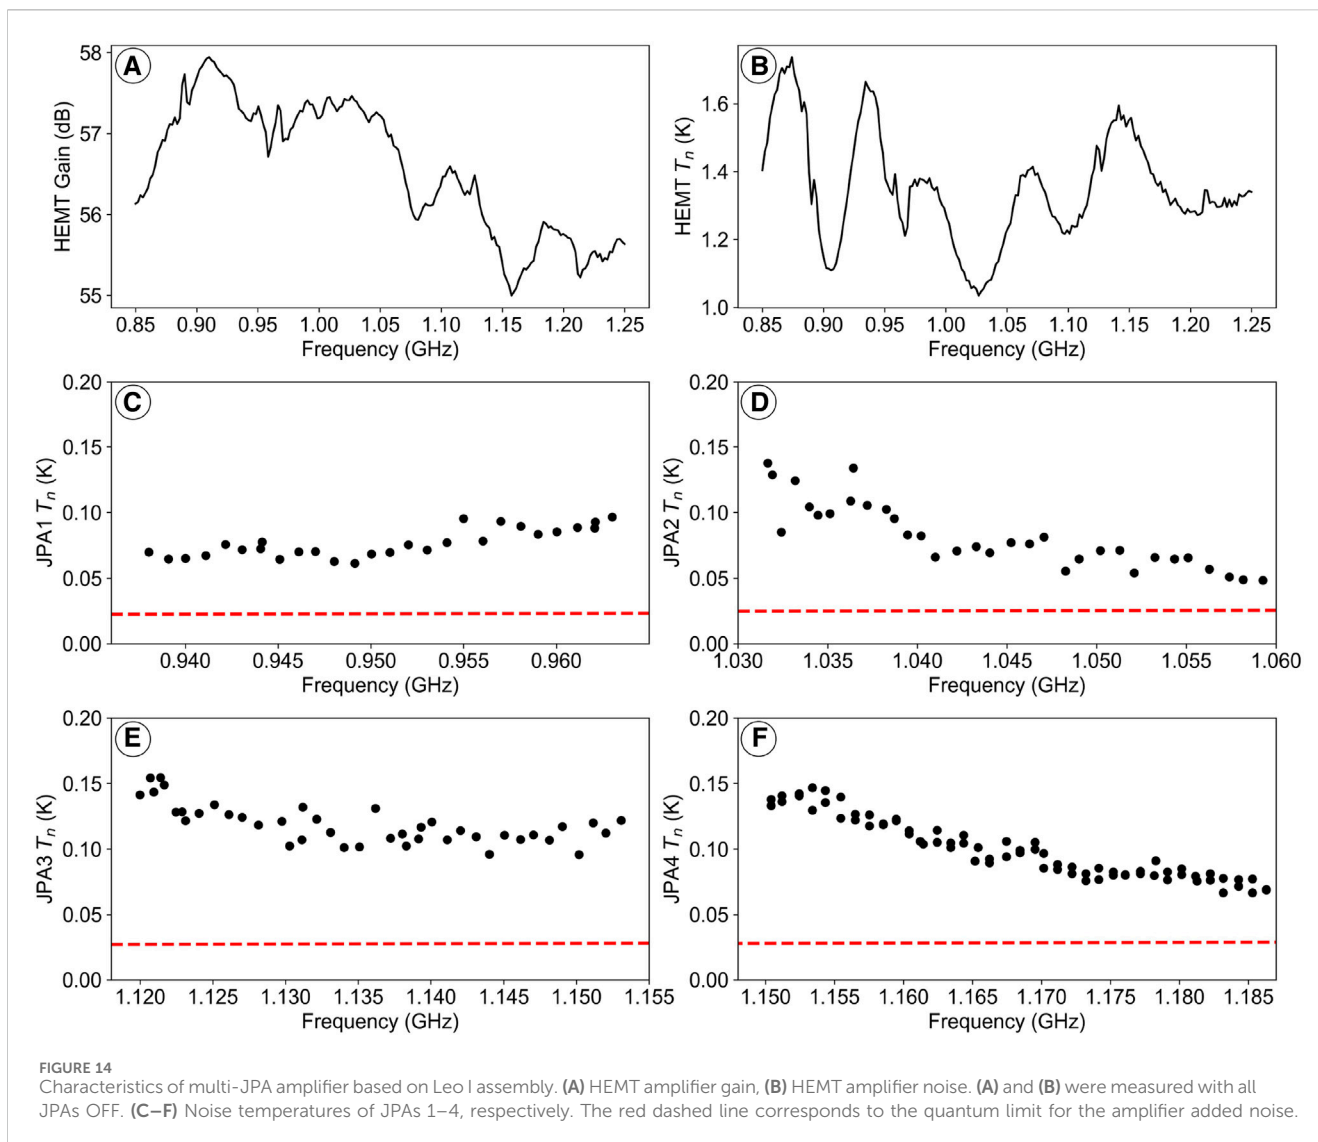 A
58
57
56
55
HEMT Gain (dB)
0.85 0.90 0.95 1.00 1.05 1.10 1.15 1.20 1.25
Frequency (GHz)
B
1.6
1.4
1.2
1.0
HEMT Tn (K)
0.85 0.90 0.95 1.00 1.05 1.10 1.15 1.20 1.25
Frequency (GHz)
C
0.20
0.15
0.10
0.05
0.00
JPA1 Tn (K)
0.940 0.945 0.950 0.955 0.960
Frequency (GHz)
D
0.20
0.15
0.10
0.05
0.00
JPA2 Tn (K)
1.030 1.035 1.040 1.045 1.050 1.055 1.060
Frequency (GHz)
E
0.20
0.15
0.10
0.05
0.00
JPA3 Tn (K)
1.120 1.125 1.130 1.135 1.140 1.145 1.150 1.155
Frequency (GHz)
F
0.20
0.15
0.10
0.05
0.00
JPA4 Tn (K)
1.150 1.155 1.160 1.165 1.170 1.175 1.180 1.185
Frequency (GHz)
FIGURE 14
Characteristics of multi-JPA amplifier based on Leo I assembly. (A) HEMT amplifier gain, (B) HEMT amplifier noise. (A) and (B) were measured with all
JPAs OFF. (C–F) Noise temperatures of JPAs 1–4, respectively. The red dashed line corresponds to the quantum limit for the amplifier added noise.